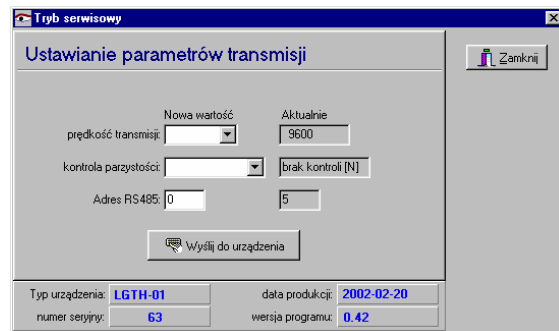 Tryb serwisowy
Ustawianie parametrów transmisji
Zamknij
Nowa wartość Aktualnie
prędkość transmisji: 9600
kontrola parzystości: brak kontroli [N]
Adres RS485: 0 5
Wyślij do urządzenia
Typ urządzenia: LGTH-01 data produkcji: 2002-02-20
numer seryjny: 63 wersja programu: 0.42